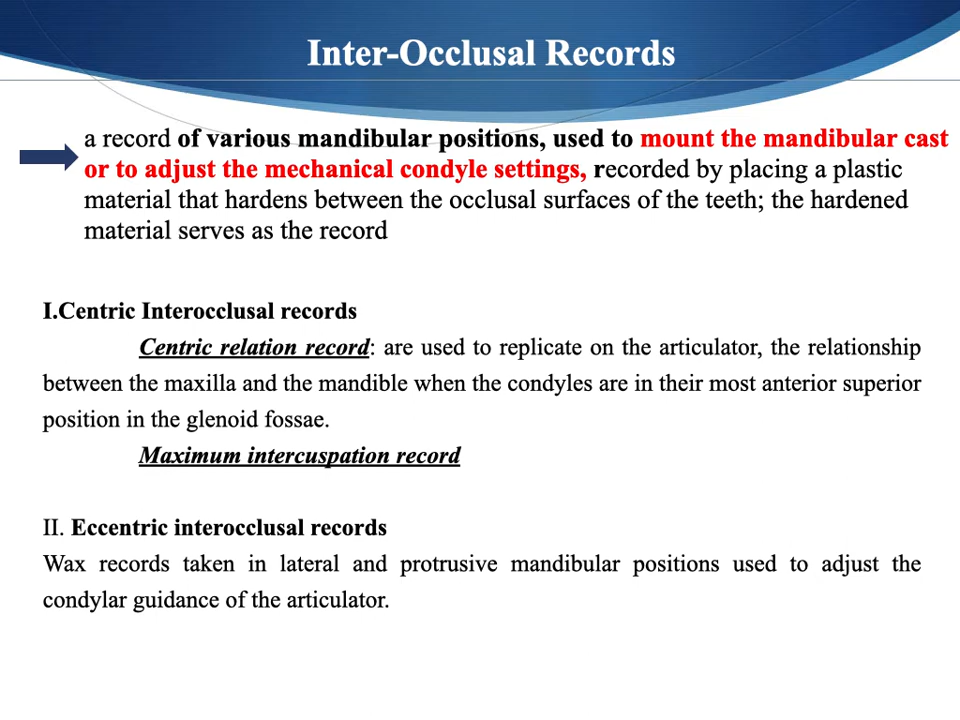 Inter-Occlusal Records
a record of various mandibular positions, used to mount the mandibular cast
or to adjust the mechanical condyle settings, recorded by placing a plastic
material that hardens between the occlusal surfaces of the teeth; the hardened
material serves as the record
I.Centric Interocclusal records
Centric relation record: are used to replicate on the articulator, the relationship
between the maxilla and the mandible when the condyles are in their most anterior superior
position in the glenoid fossae.
Maximum intercuspation record
II. Eccentric interocclusal records
Wax records taken in lateral and protrusive mandibular positions used to adjust the
condylar guidance of the articulator.